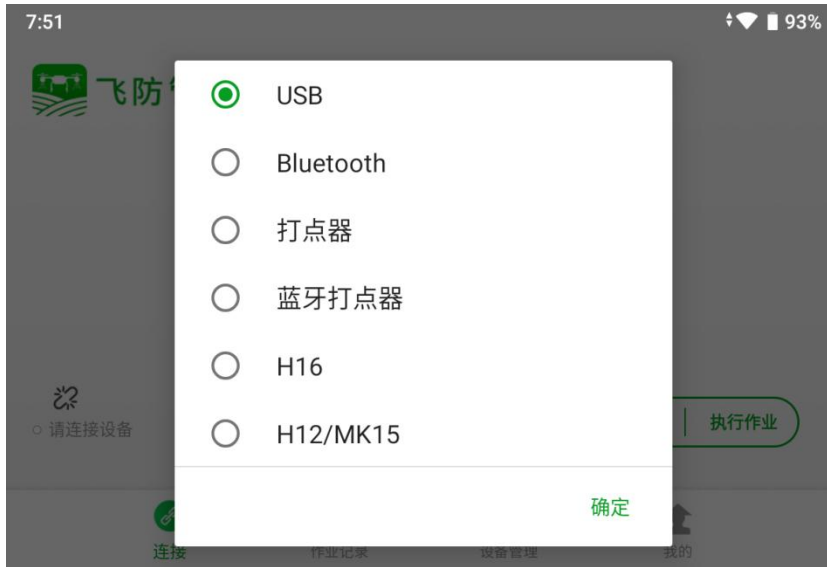 7:51
93%
飞防
USB
Bluetooth
打点器
蓝牙打点器
H16
H12/MK15
请连接设备
执行作业
确定
连接
作业记录
设备管理
我的